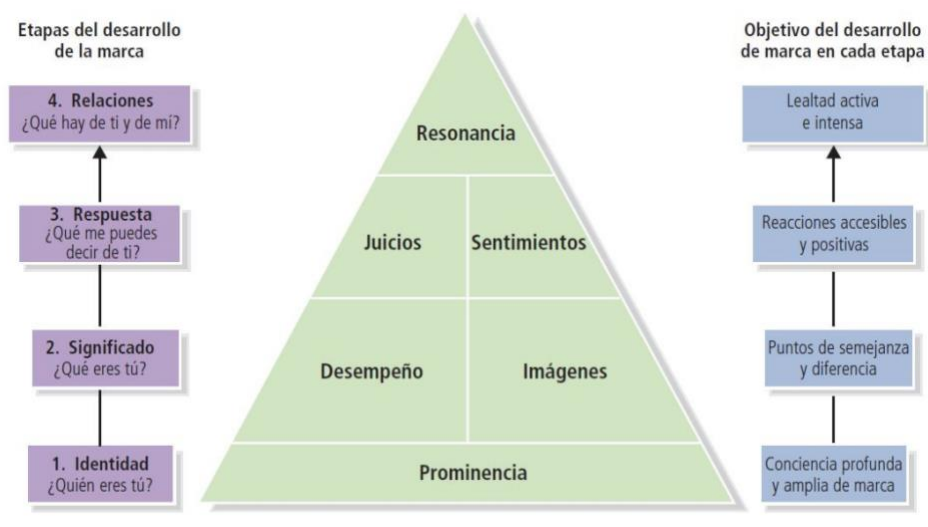 Etapas del desarrollo
de la marca
4. Relaciones
¿Qué hay de ti y de mí?
3. Respuesta
¿Qué me puedes
decir de ti?
2. Significado
¿Qué eres tú?
1. Identidad
¿Quién eres tú?
Resonancia
Juicios
Sentimientos
Desempeño
Imágenes
Prominencia
Objetivo del desarrollo
de marca en cada etapa
Lealtad activa
e intensa
Reacciones accesibles
y positivas
Puntos de semejanza
y diferencia
Conciencia profunda
y amplia de marca